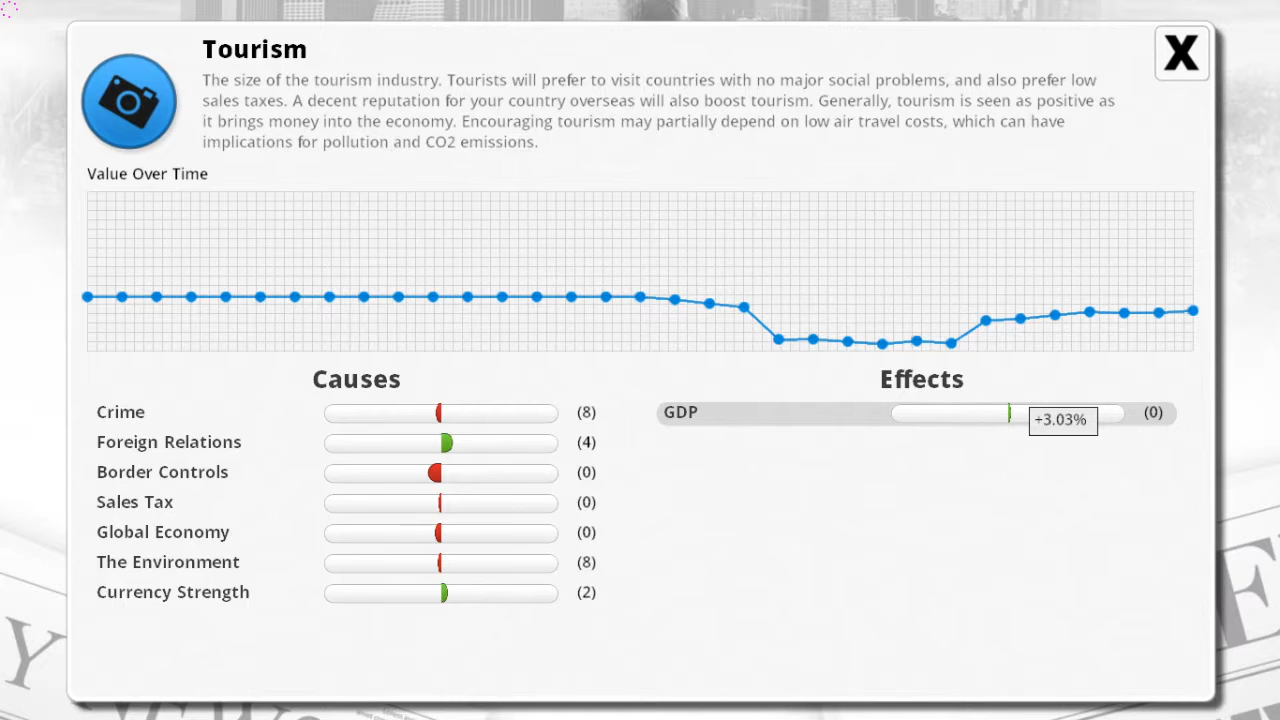 Tourism
X
The size of the tourism industry. Tourists will prefer to visit countries with no major social problems, and also prefer low
sales taxes. A decent reputation for your country overseas will also boost tourism. Generally, tourism is seen as positive as
it brings money into the economy. Encouraging tourism may partially depend on low air travel costs, which can have
implications for pollution and CO2 emissions.
Value Over Time
Causes
Crime (8)
Foreign Relations (4)
Border Controls (0)
Sales Tax (0)
Global Economy (0)
The Environment (8)
Currency Strength (2)
Effects
GDP (0)
+3.03%